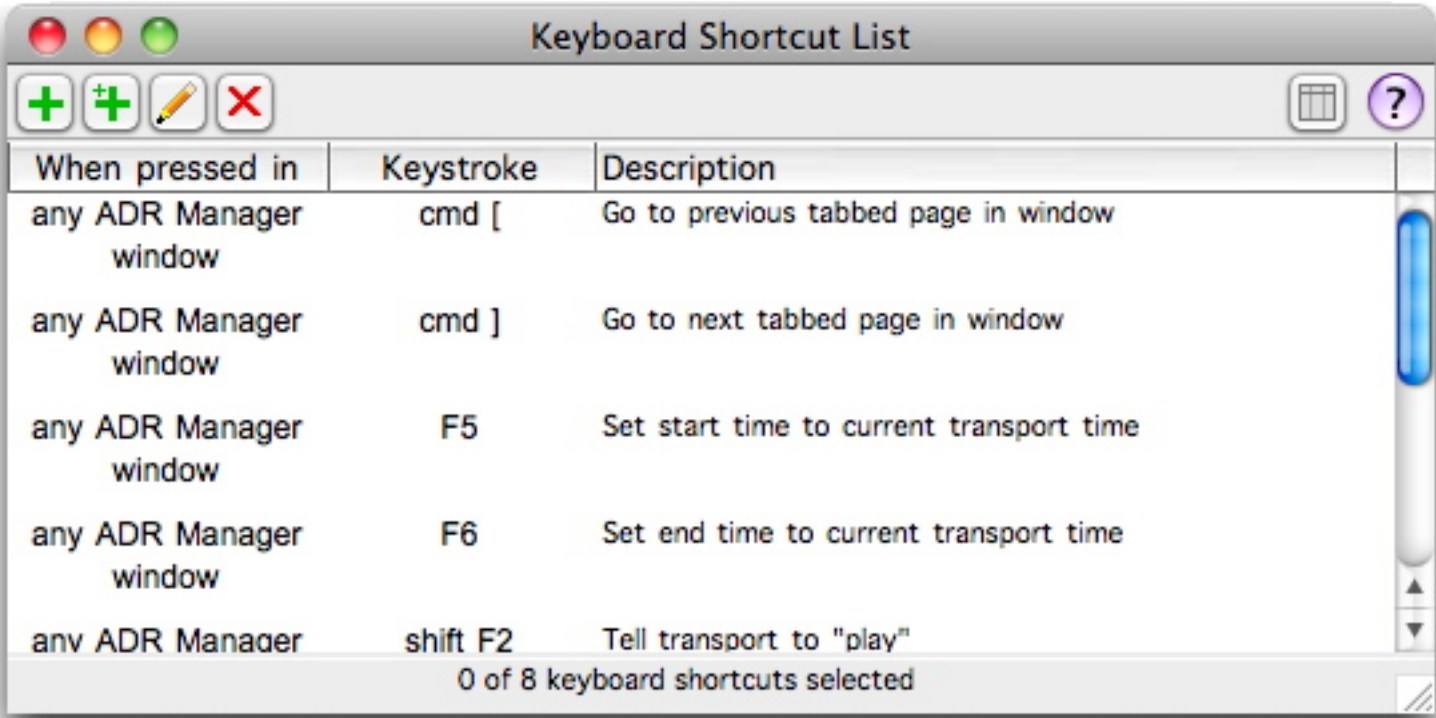 Keyboard Shortcut List
?
When pressed in Keystroke Description
any ADR Manager window cmd [ Go to previous tabbed page in window
any ADR Manager window cmd ] Go to next tabbed page in window
any ADR Manager window F5 Set start time to current transport time
any ADR Manager window F6 Set end time to current transport time
any ADR Manager shift F2 Tell transport to "play"
0 of 8 keyboard shortcuts selected